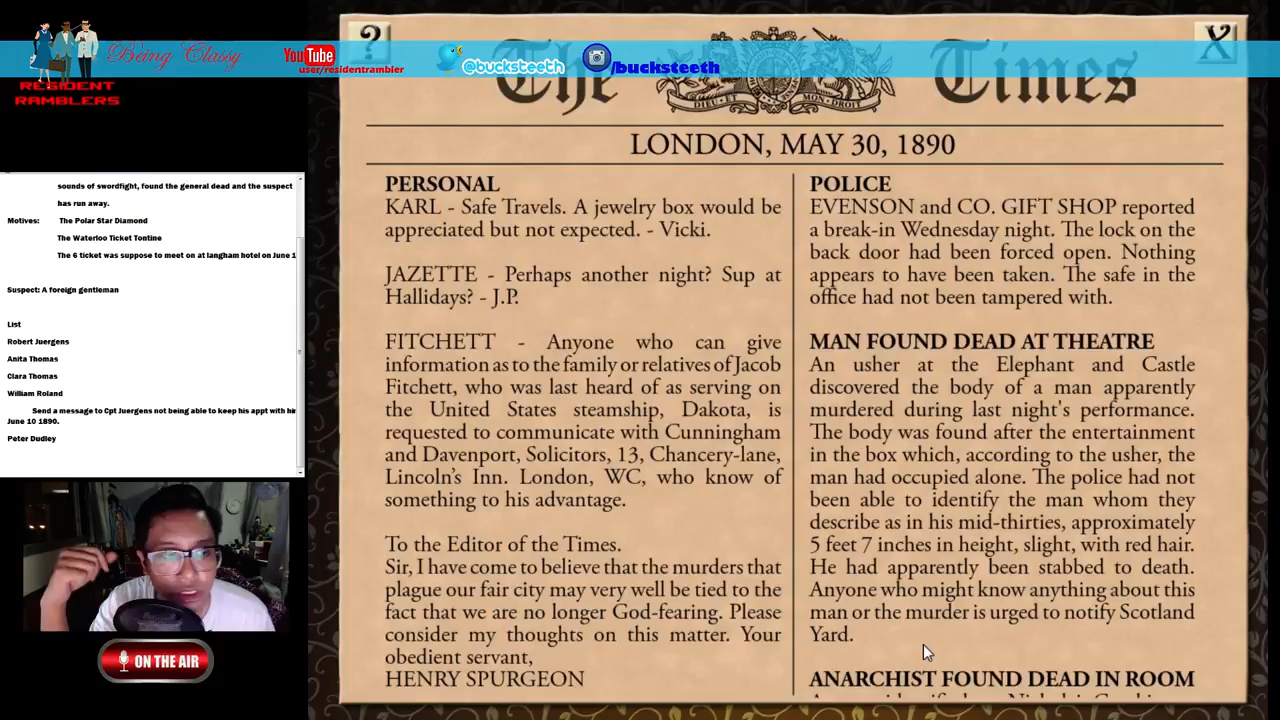 Being Classy
RESIDENT
RAMBLERS
YouTube
user/residentrambler
@bucksteeth
/bucksteeth
sounds of swordfight, found the general dead and the suspect
has run away.
Motives: The Polar Star Diamond
The Waterloo Ticket Tontine
The 6 ticket was suppose to meet on at langham hotel on June 1
Suspect: A foreign gentleman
List
Robert Juergens
Anita Thomas
Clara Thomas
William Roland
Send a message to Cpt Juergens not being able to keep his appt with
June 10 1890.
Peter Dudley
ON THE AIR
?
X
The Times
DIEU ET MON DROIT
LONDON, MAY 30, 1890
PERSONAL
KARL - Safe Travels. A jewelry box would be
appreciated but not expected. - Vicki.
JAZETTE - Perhaps another night? Sup at
Hallidays? - J.P.
FITCHETT - Anyone who can give
information as to the family or relatives of Jacob
Fitchett, who was last heard of as serving on
the United States steamship, Dakota, is
requested to communicate with Cunningham
and Davenport, Solicitors, 13, Chancery-lane,
Lincoln's Inn. London, WC, who know of
something to his advantage.
To the Editor of the Times.
Sir, I have come to believe that the murders that
plague our fair city may very well be tied to the
fact that we are no longer God-fearing. Please
consider my thoughts on this matter. Your
obedient servant,
HENRY SPURGEON
POLICE
EVENSON and CO. GIFT SHOP reported
a break-in Wednesday night. The lock on the
back door had been forced open. Nothing
appears to have been taken. The safe in the
office had not been tampered with.
MAN FOUND DEAD AT THEATRE
An usher at the Elephant and Castle
discovered the body of a man apparently
murdered during last night's performance.
The body was found after the entertainment
in the box which, according to the usher, the
man had occupied alone. The police had not
been able to identify the man whom they
describe as in his mid-thirties, approximately
5 feet 7 inches in height, slight, with red hair.
He had apparently been stabbed to death.
Anyone who might know anything about this
man or the murder is urged to notify Scotland
Yard.
ANARCHIST FOUND DEAD IN ROOM